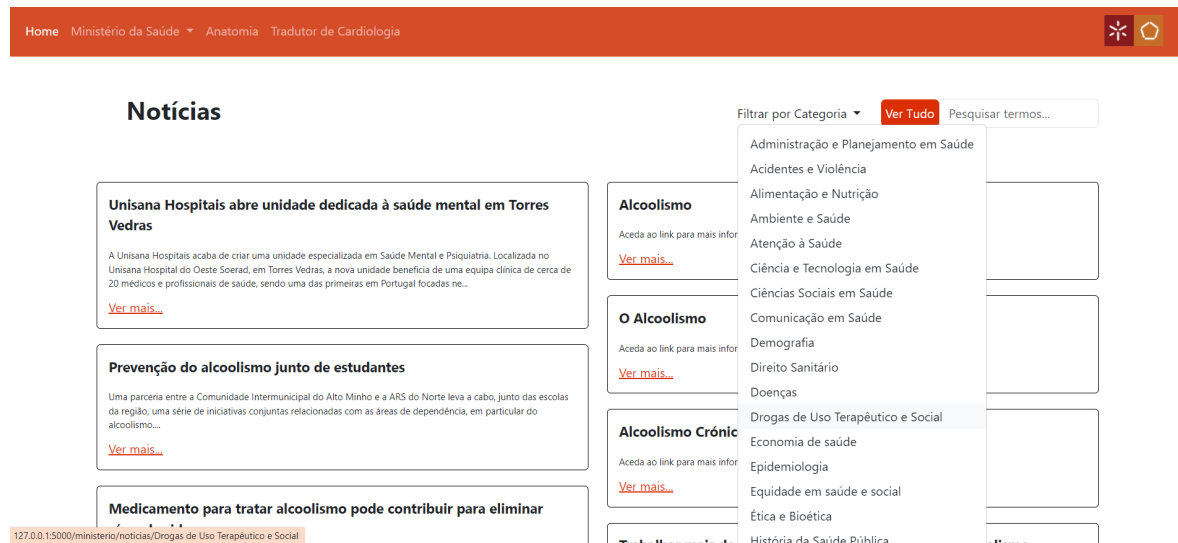 Home Ministério da Saúde Anatomia Tradutor de Cardiologia
Notícias
Filtrar por Categoria
Ver Tudo
Pesquisar termos...
Administração e Planejamento em Saúde
Acidentes e Violência
Alimentação e Nutrição
Ambiente e Saúde
Atenção à Saúde
Ciência e Tecnologia em Saúde
Ciências Sociais em Saúde
Comunicação em Saúde
Demografia
Direito Sanitário
Doenças
Drogas de Uso Terapêutico e Social
Economia de saúde
Epidemiologia
Equidade em saúde e social
Ética e Bioética
História da Saúde Pública
Unisana Hospitais abre unidade dedicada à saúde mental em Torres
Vedras
A Unisana Hospitais acaba de criar uma unidade especializada em Saúde Mental e Psiquiatria. Localizada no
Unisana Hospital do Oeste Soerad, em Torres Vedras, a nova unidade beneficia de uma equipa clínica de cerca de
20 médicos e profissionais de saúde, sendo uma das primeiras em Portugal focadas ne...
Ver mais...
Prevenção do alcoolismo junto de estudantes
Uma parceria entre a Comunidade Intermunicipal do Alto Minho e a ARS do Norte leva a cabo, junto das escolas
da região, uma série de iniciativas conjuntas relacionadas com as áreas de dependência, em particular do
alcoolismo....
Ver mais...
Medicamento para tratar alcoolismo pode contribuir para eliminar
Alcoolismo
Aceda ao link para mais infor
Ver mais...
O Alcoolismo
Aceda ao link para mais infor
Ver mais...
Alcoolismo Crónic
Aceda ao link para mais infor
Ver mais...
127.0.0.1:5000/ministerio/noticias/Drogas de Uso Terapêutico e Social